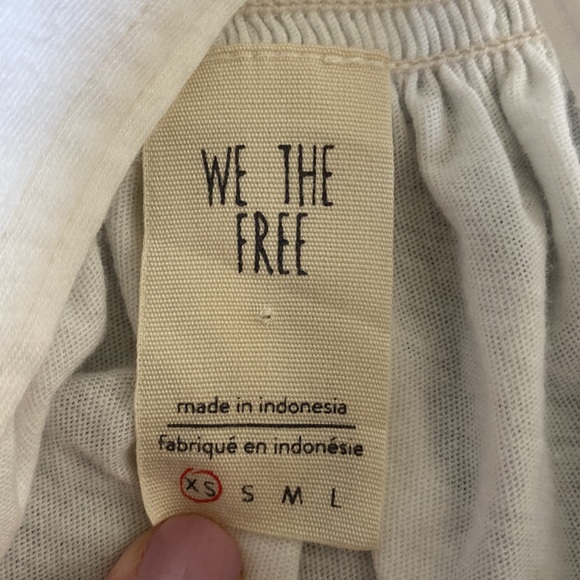 WE THE
FREE
made in indonesia
fabriqué en indonésie
XS S M L